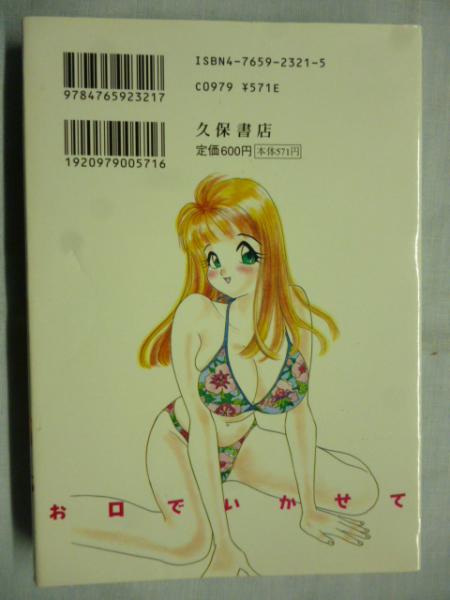 ISBN4-7659-2321-5
9784765923217
C0979 ¥571E
久保書店
定価600円 本体571円
1920979005716
お口でいかせて